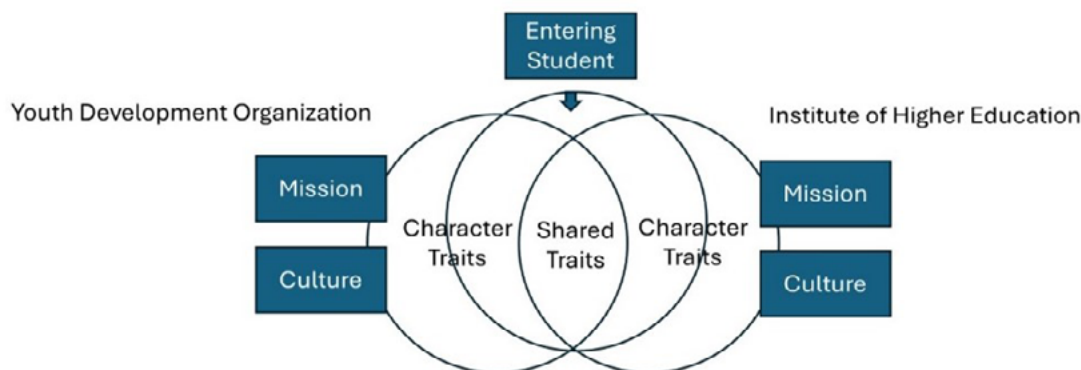 Entering
Student
Youth Development Organization
Institute of Higher Education
Mission
Mission
Character
Traits
Shared
Traits
Character
Traits
Culture
Culture